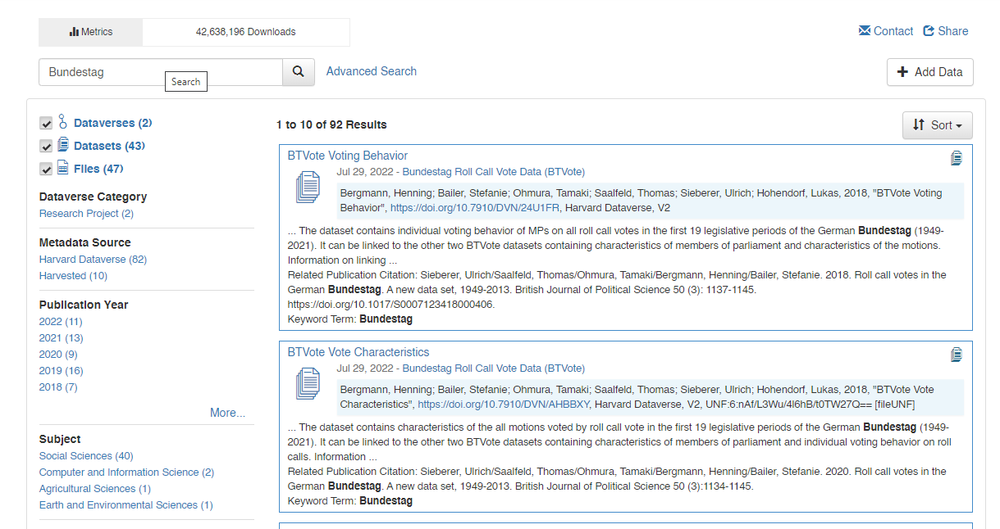 Metrics
42,638,196 Downloads
Contact
Share
Bundestag
Search
Advanced Search
Add Data
Dataverses (2)
Datasets (43)
Files (47)
Dataverse Category
Research Project (2)
Metadata Source
Harvard Dataverse (82)
Harvested (10)
Publication Year
2022 (11)
2021 (13)
2020 (9)
2019 (16)
2018 (7)
More...
Subject
Social Sciences (40)
Computer and Information Science (2)
Agricultural Sciences (1)
Earth and Environmental Sciences (1)
1 to 10 of 92 Results
Sort
BTVote Voting Behavior
Jul 29, 2022 - Bundestag Roll Call Vote Data (BTVote)
Bergmann, Henning; Bailer, Stefanie; Ohmura, Tamaki; Saalfeld, Thomas; Sieberer, Ulrich; Hohendorf, Lukas, 2018, "BTVote Voting
Behavior", https://doi.org/10.7910/DVN/24U1FR, Harvard Dataverse, V2
... The dataset contains individual voting behavior of MPs on all roll call votes in the first 19 legislative periods of the German Bundestag (1949-
2021). It can be linked to the other two BTVote datasets containing characteristics of members of parliament and characteristics of the motions.
Information on linking ...
Related Publication Citation: Sieberer, Ulrich/Saalfeld, Thomas/Ohmura, Tamaki/Bergmann, Henning/Bailer, Stefanie. 2018. Roll call votes in the
German Bundestag. A new data set, 1949-2013. British Journal of Political Science 50 (3): 1137-1145.
https://doi.org/10.1017/S0007123418000406.
Keyword Term: Bundestag
BTVote Vote Characteristics
Jul 29, 2022 - Bundestag Roll Call Vote Data (BTVote)
Bergmann, Henning; Bailer, Stefanie; Ohmura, Tamaki; Saalfeld, Thomas; Sieberer, Ulrich; Hohendorf, Lukas, 2018, "BTVote Vote
Characteristics", https://doi.org/10.7910/DVN/AHBBXY, Harvard Dataverse, V2, UNF:6:nAf/L3Wu/4l6hB/t0TW27Q== [fileUNF]
... The dataset contains characteristics of the all motions voted by roll call vote in the first 19 legislative periods of the German Bundestag (1949-
2021). It can be linked to the other two BTVote datasets containing characteristics of members of parliament and individual voting behavior on roll
calls. Information ...
Related Publication Citation: Sieberer, Ulrich/Saalfeld, Thomas/Ohmura, Tamaki/Bergmann, Henning/Bailer, Stefanie. 2020. Roll call votes in the
German Bundestag. A new data set, 1949-2013. British Journal of Political Science 50 (3):1134-1145.
Keyword Term: Bundestag